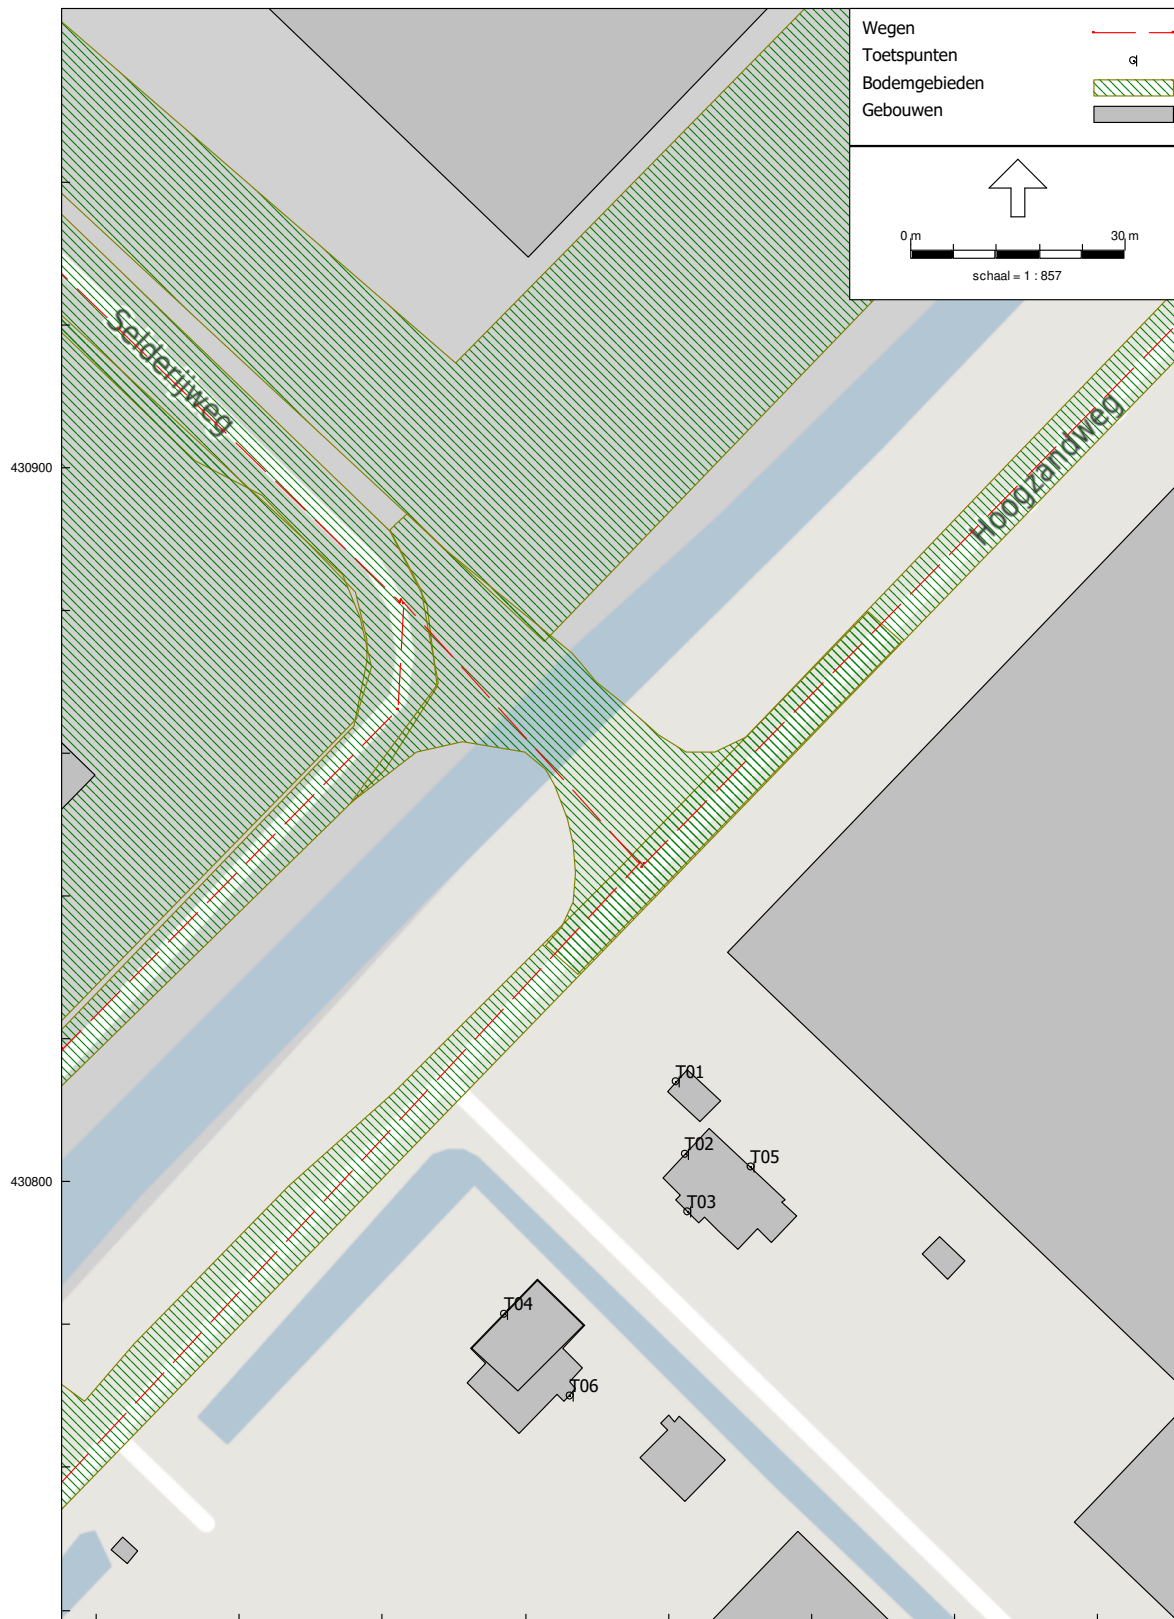 Wegen
Toetspunten
Bodemgebieden
Gebouwen
0 m 30 m
schaal = 1 : 857
Selderijweg
Hoogzandweg
430900
T01
T02
T05
430800
T03
T04
T06